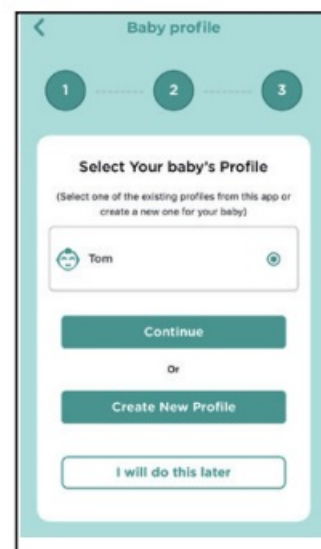 Baby profile
1 2 3
Select Your baby's Profile
(Select one of the existing profiles from this app or
create a new one for your baby)
Tom
Continue
Or
Create New Profile
I will do this later